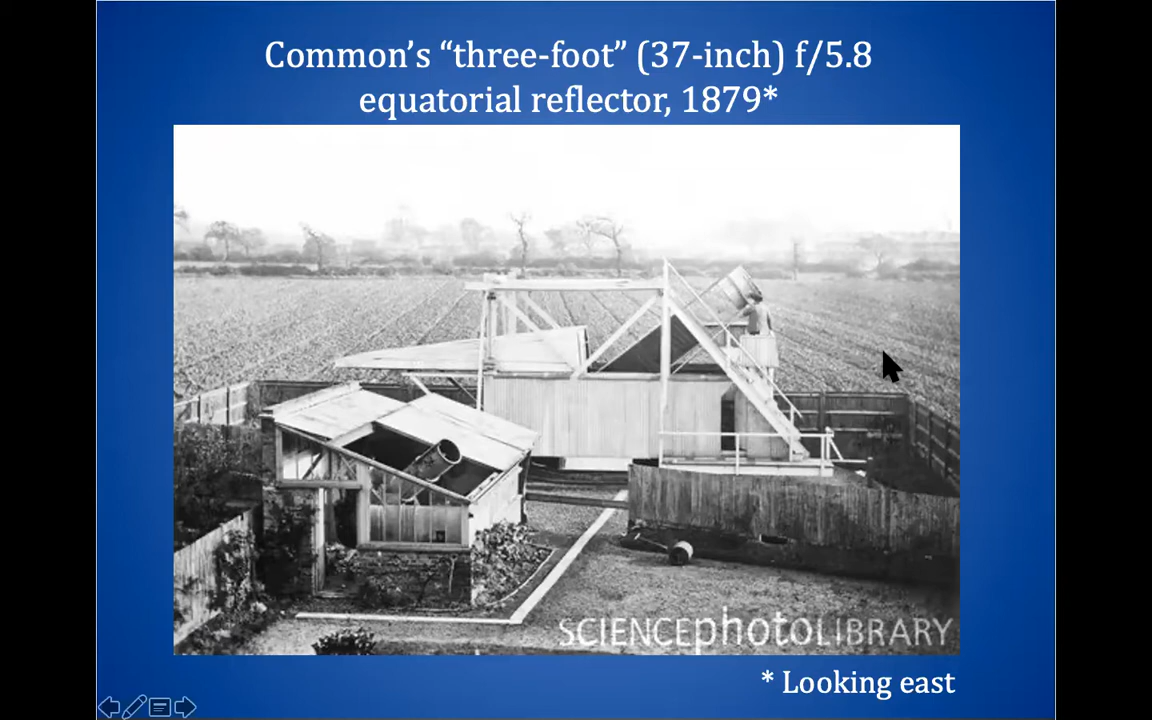 Common’s “three-foot” (37-inch) f/5.8
equatorial reflector, 1879*
SCIENCEphotoLIBRARY
* Looking east